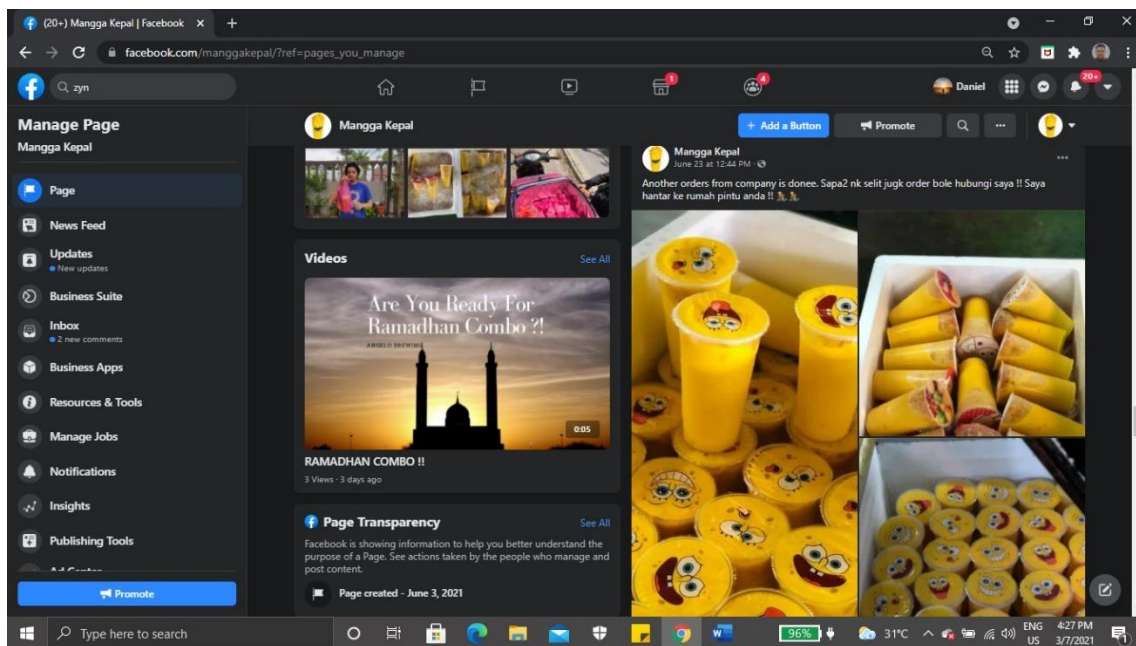 (20+) Mangga Kepal | Facebook
facebook.com/manggakepal/?ref=pages_you_manage
zyn
1
4
Daniel
20+
Manage Page
Mangga Kepal
Page
News Feed
Updates
New updates
Business Suite
Inbox
2 new comments
Business Apps
Resources & Tools
Manage Jobs
Notifications
Insights
Publishing Tools
Ad Center
Promote
Mangga Kepal
+ Add a Button
Promote
Videos
See All
Are You Ready For
Ramadhan Combo ?!
ANGELO BREWING
0:05
RAMADHAN COMBO !!
3 Views · 3 days ago
Page Transparency
See All
Facebook is showing information to help you better understand the
purpose of a Page. See actions taken by the people who manage and
post content.
Page created - June 3, 2021
Mangga Kepal
June 23 at 12:44 PM ·
Another orders from company is donee. Sapa2 nk selit jugk order bole hubungi saya !! Saya
hantar ke rumah pintu anda !!
Type here to search
96%
31°C
ENG
US
4:27 PM
3/7/2021
1